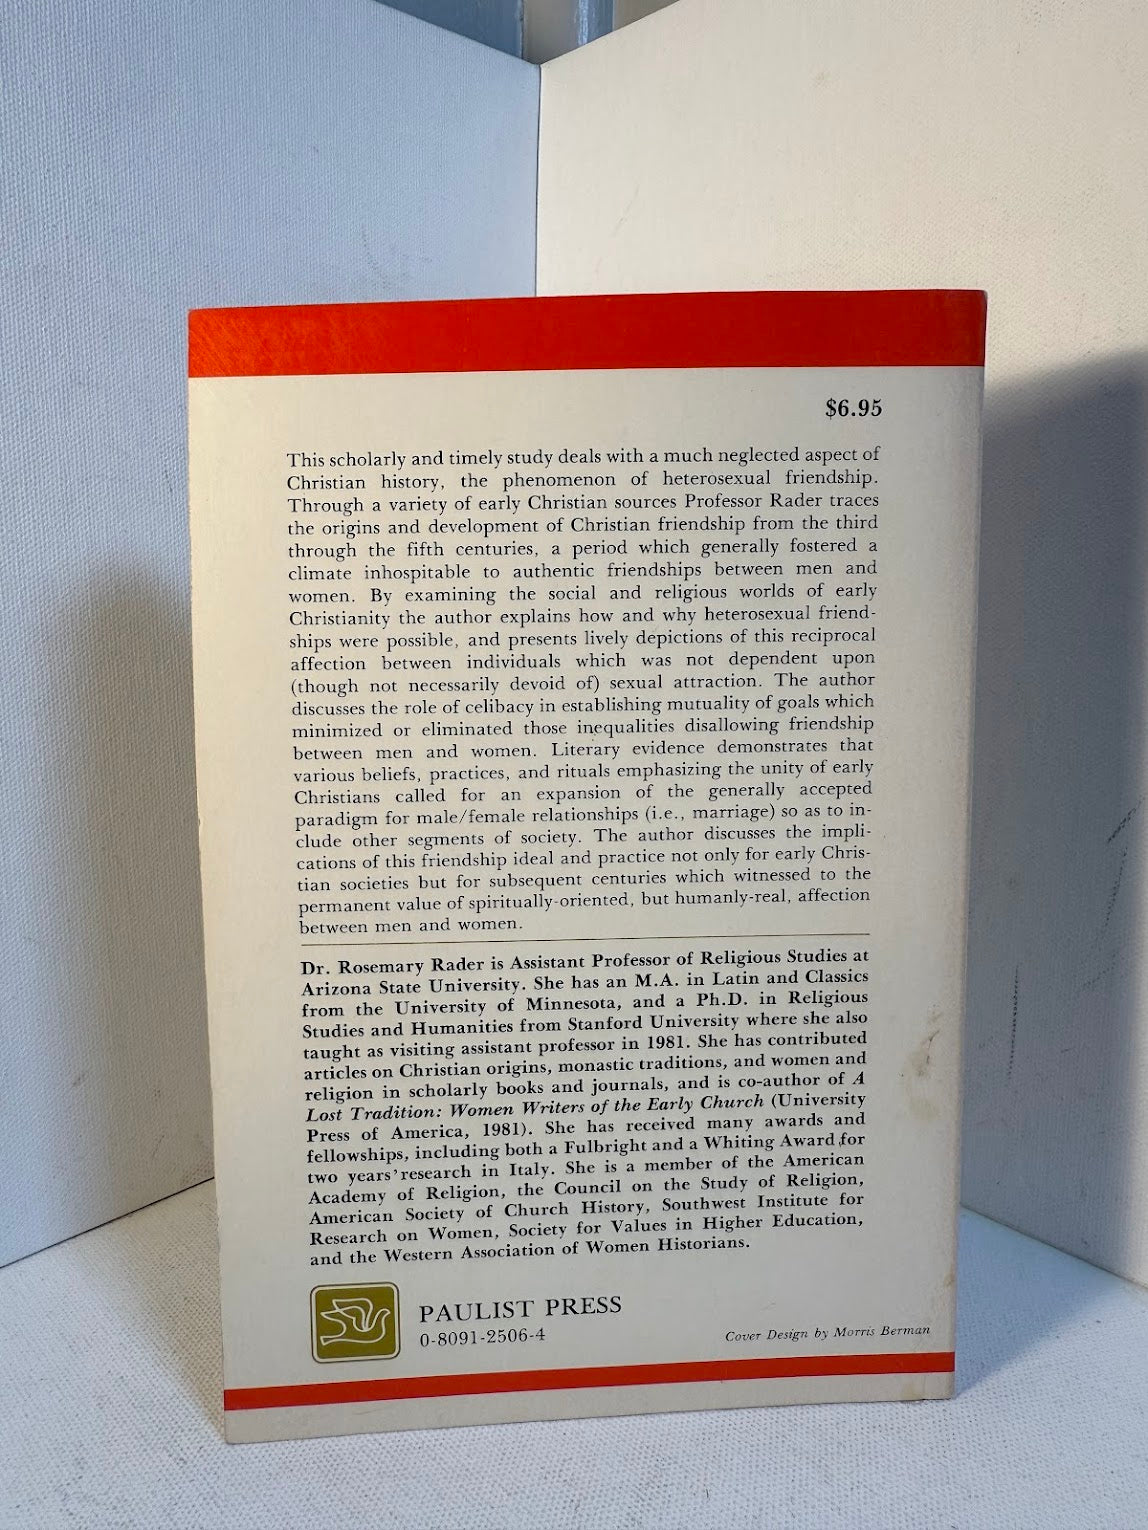 $6.95
This scholarly and timely study deals with a much neglected aspect of
Christian history, the phenomenon of heterosexual friendship.
Through a variety of early Christian sources Professor Rader traces
the origins and development of Christian friendship from the third
through the fifth centuries, a period which generally fostered a
climate inhospitable to authentic friendships between men and
women. By examining the social and religious worlds of early
Christianity the author explains how and why heterosexual friend-
ships were possible, and presents lively depictions of this reciprocal
affection between individuals which was not dependent upon
(though not necessarily devoid of) sexual attraction. The author
discusses the role of celibacy in establishing mutuality of goals which
minimized or eliminated those inequalities disallowing friendship
between men and women. Literary evidence demonstrates that
various beliefs, practices, and rituals emphasizing the unity of early
Christians called for an expansion of the generally accepted
paradigm for male/female relationships (i.e., marriage) so as to in-
clude other segments of society. The author discusses the impli-
cations of this friendship ideal and practice not only for early Chris-
tian societies but for subsequent centuries which witnessed to the
permanent value of spiritually-oriented, but humanly-real, affection
between men and women.
Dr. Rosemary Rader is Assistant Professor of Religious Studies at
Arizona State University. She has an M.A. in Latin and Classics
from the University of Minnesota, and a Ph.D. in Religious
Studies and Humanities from Stanford University where she also
taught as visiting assistant professor in 1981. She has contributed
articles on Christian origins, monastic traditions, and women and
religion in scholarly books and journals, and is co-author of A
Lost Tradition: Women Writers of the Early Church (University
Press of America, 1981). She has received many awards and
fellowships, including both a Fulbright and a Whiting Award for
two years' research in Italy. She is a member of the American
Academy of Religion, the Council on the Study of Religion,
American Society of Church History, Southwest Institute for
Research on Women, Society for Values in Higher Education,
and the Western Association of Women Historians.
PAULIST PRESS
0-8091-2506-4
Cover Design by Morris Berman